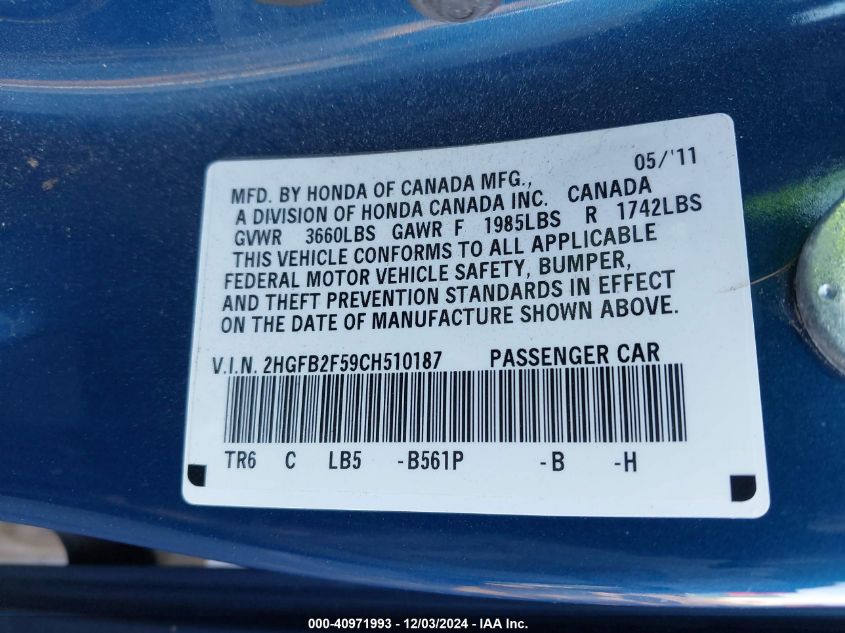 05/'11
MFD. BY HONDA OF CANADA MFG.,
A DIVISION OF HONDA CANADA INC. CANADA
GVWR 3660LBS GAWR F 1985LBS R 1742LBS
THIS VEHICLE CONFORMS TO ALL APPLICABLE
FEDERAL MOTOR VEHICLE SAFETY, BUMPER,
AND THEFT PREVENTION STANDARDS IN EFFECT
ON THE DATE OF MANUFACTURE SHOWN ABOVE.
V.I.N. 2HGFB2F59CH510187 PASSENGER CAR
TR6 C LB5 -B561P -B -H
000-40971993 - 12/03/2024 - IAA Inc.